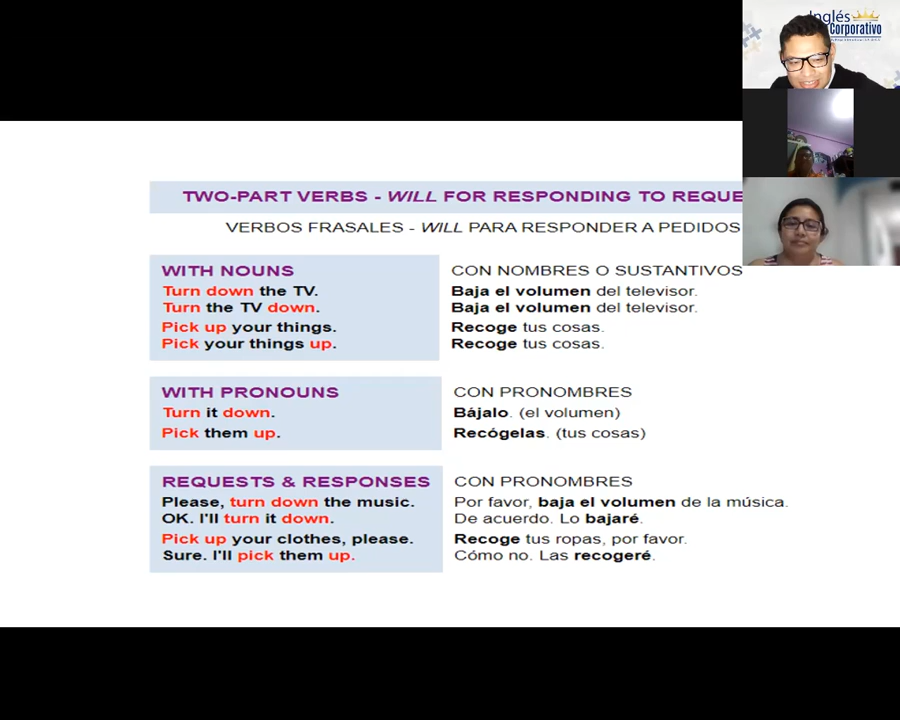 Inglés
Corporativo
TWO-PART VERBS - WILL FOR RESPONDING TO REQUE
VERBOS FRASALES - WILL PARA RESPONDER A PEDIDOS
WITH NOUNS
Turn down the TV.
Turn the TV down.
Pick up your things.
Pick your things up.
CON NOMBRES O SUSTANTIVOS
Baja el volumen del televisor.
Baja el volumen del televisor.
Recoge tus cosas.
Recoge tus cosas.
WITH PRONOUNS
Turn it down.
Pick them up.
CON PRONOMBRES
Bájalo. (el volumen)
Recógelas. (tus cosas)
REQUESTS & RESPONSES
Please, turn down the music.
OK. I'll turn it down.
Pick up your clothes, please.
Sure. I'll pick them up.
CON PRONOMBRES
Por favor, baja el volumen de la música.
De acuerdo. Lo bajaré.
Recoge tus ropas, por favor.
Cómo no. Las recogeré.